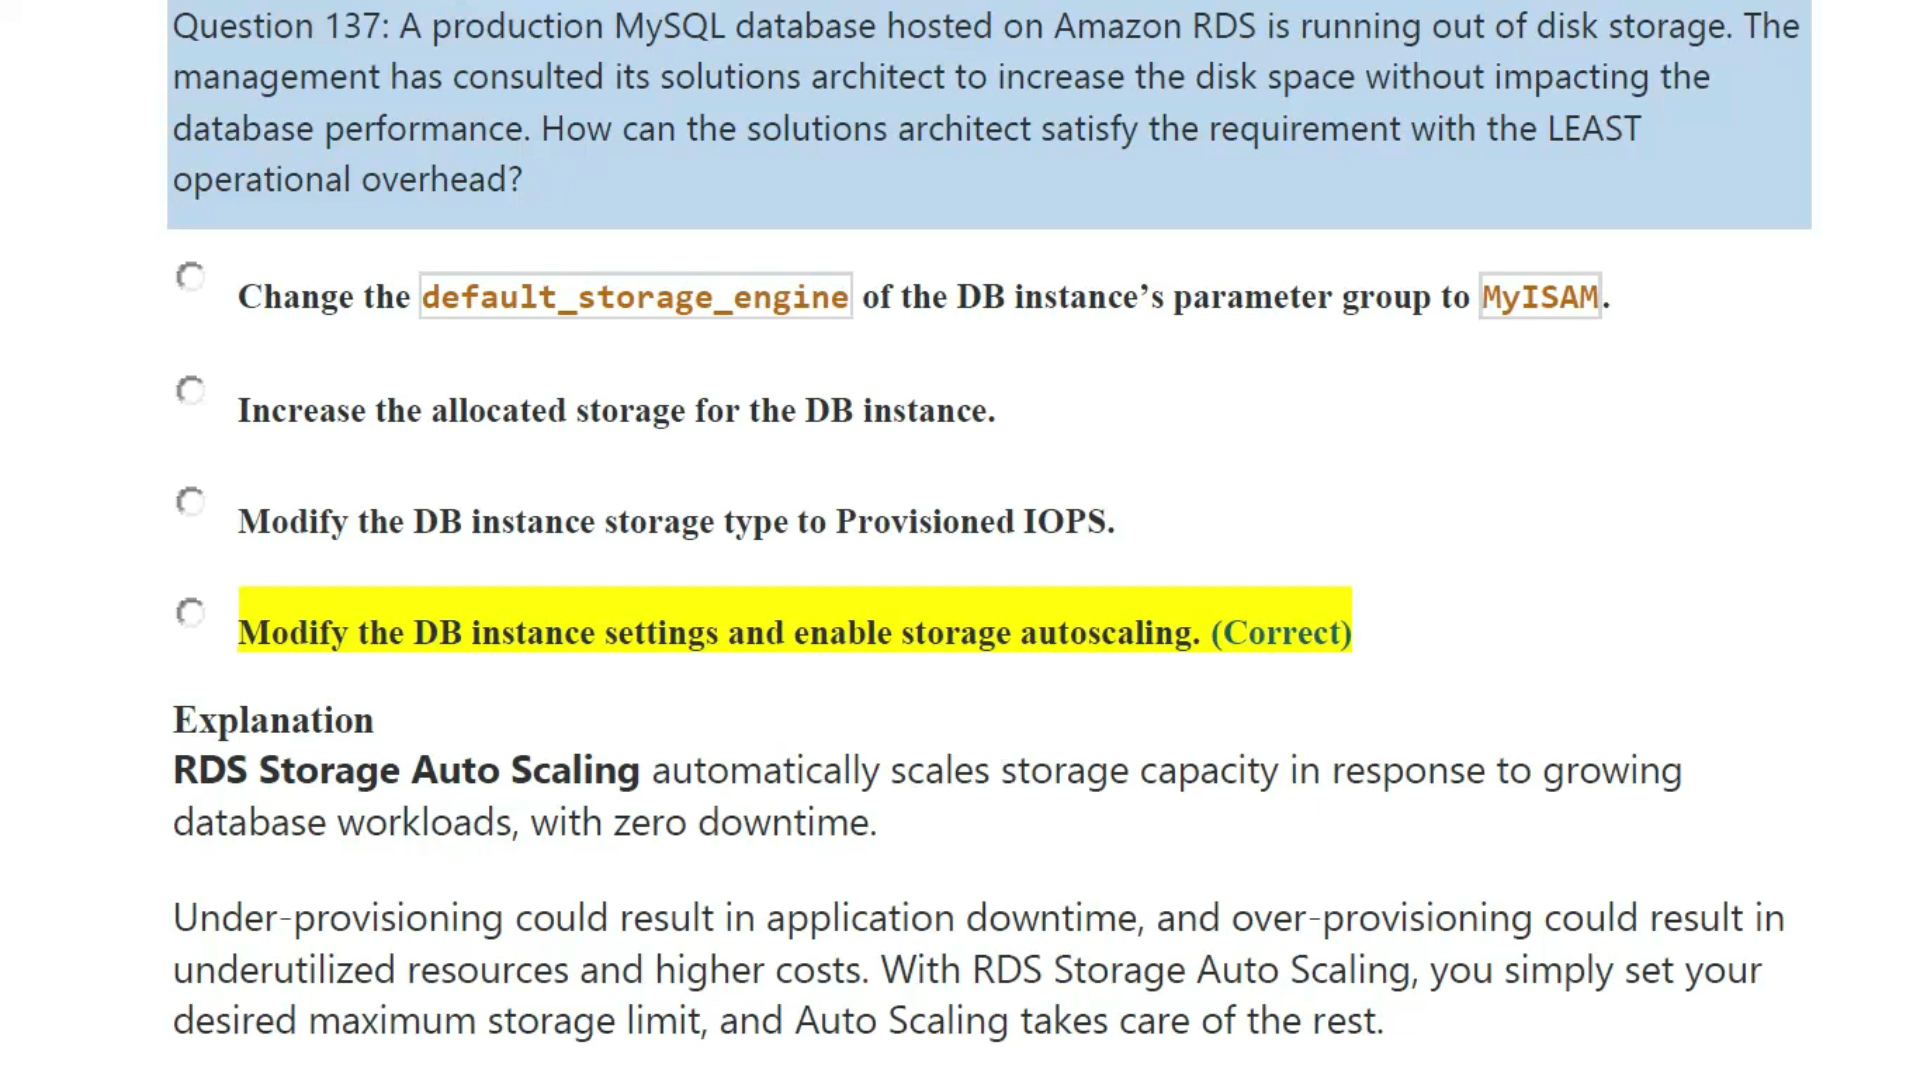 Question 137: A production MySQL database hosted on Amazon RDS is running out of disk storage. The
management has consulted its solutions architect to increase the disk space without impacting the
database performance. How can the solutions architect satisfy the requirement with the LEAST
operational overhead?
Change the default_storage_engine of the DB instance’s parameter group to MyISAM.
Increase the allocated storage for the DB instance.
Modify the DB instance storage type to Provisioned IOPS.
Modify the DB instance settings and enable storage autoscaling. (Correct)
Explanation
RDS Storage Auto Scaling automatically scales storage capacity in response to growing
database workloads, with zero downtime.
Under-provisioning could result in application downtime, and over-provisioning could result in
underutilized resources and higher costs. With RDS Storage Auto Scaling, you simply set your
desired maximum storage limit, and Auto Scaling takes care of the rest.